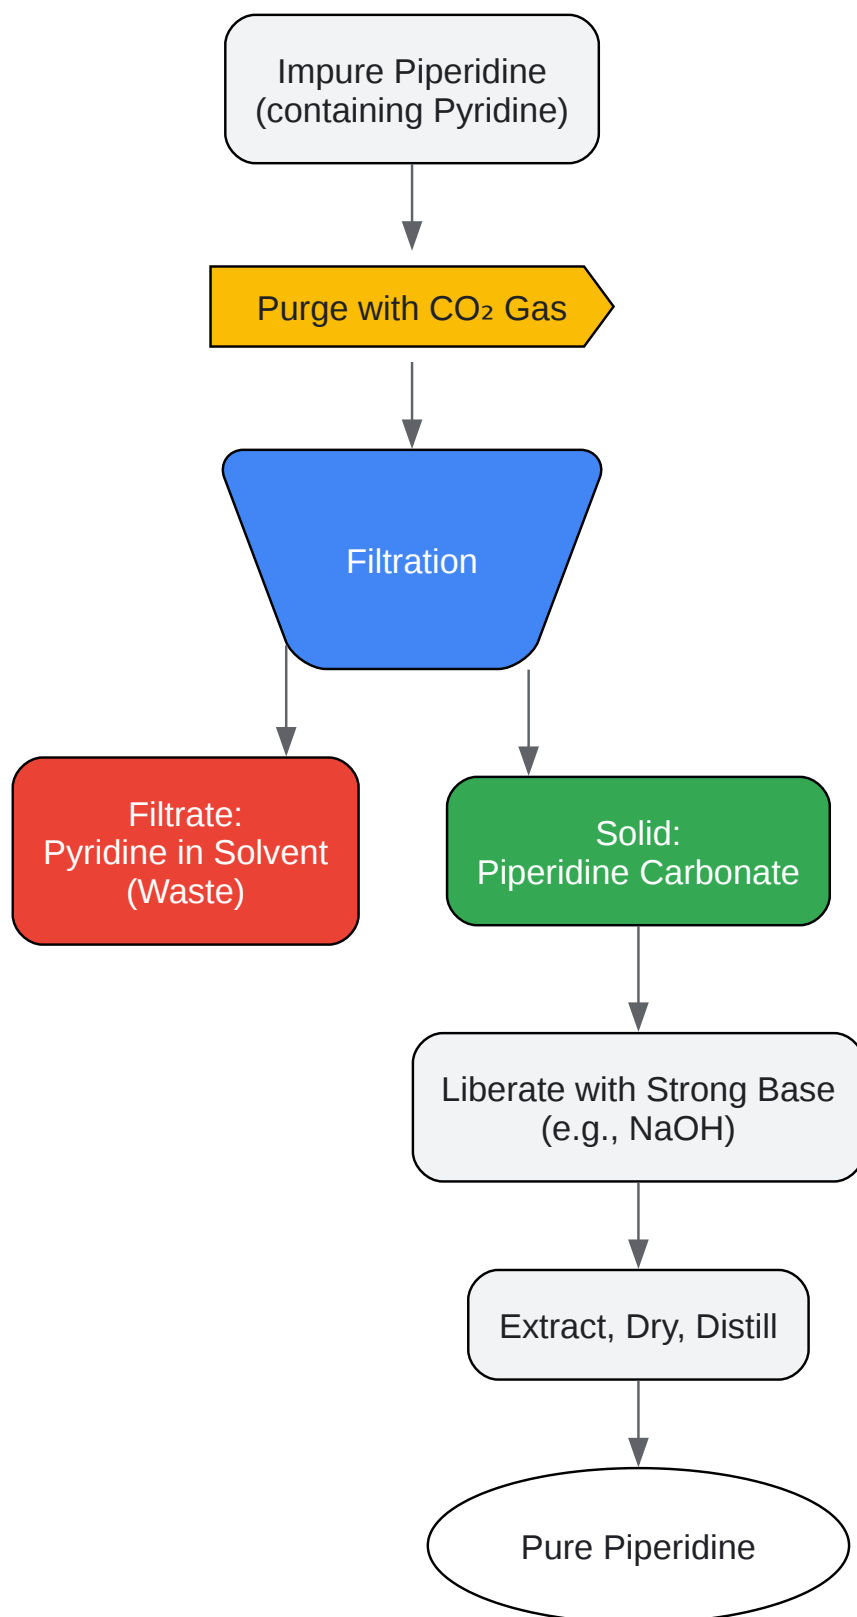 Impure Piperidine
(containing Pyridine)
Purge with CO₂ Gas
Filtration
Filtrate:
Pyridine in Solvent
(Waste)
Solid:
Piperidine Carbonate
Liberate with Strong Base
(e.g., NaOH)
Extract, Dry, Distill
Pure Piperidine